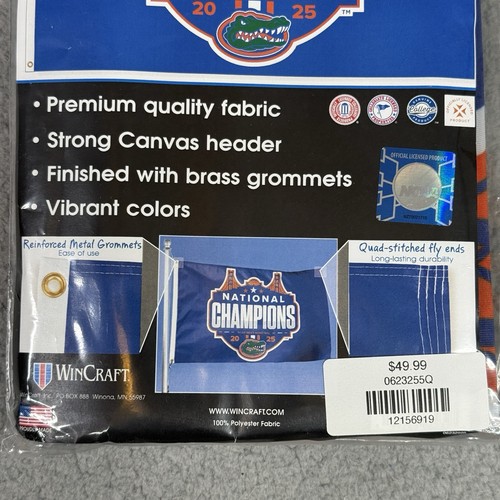 20 25 ™
• Premium quality fabric
• Strong Canvas header
• Finished with brass grommets
• Vibrant colors
College
OFFICIAL LICENSED PRODUCT
Reinforced Metal Grommets
Ease of use
Quad-stitched fly ends
Long-lasting durability
NATIONAL
CHAMPIONS
20 25
WINCRAFT
PO BOX 888 Winona, MN 55987
WWW.WINCRAFT.COM
100% Polyester Fabric
$49.99
0623255Q
12156919